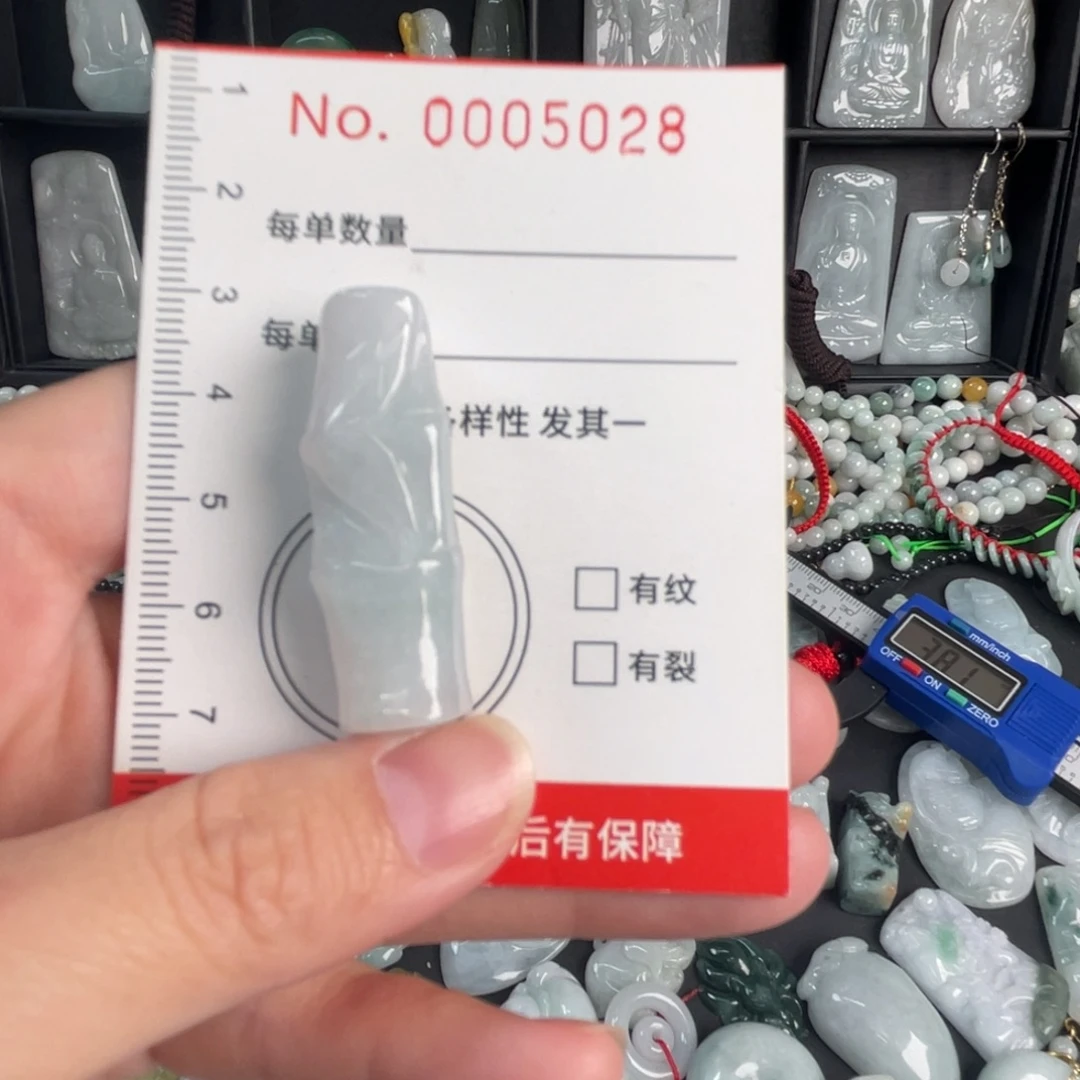 No. 0005028
每单数量
每单
样性 发其一
有纹
有裂
后有保障
1
2
3
4
5
6
7
mm/inch
OFF
ON
ZERO